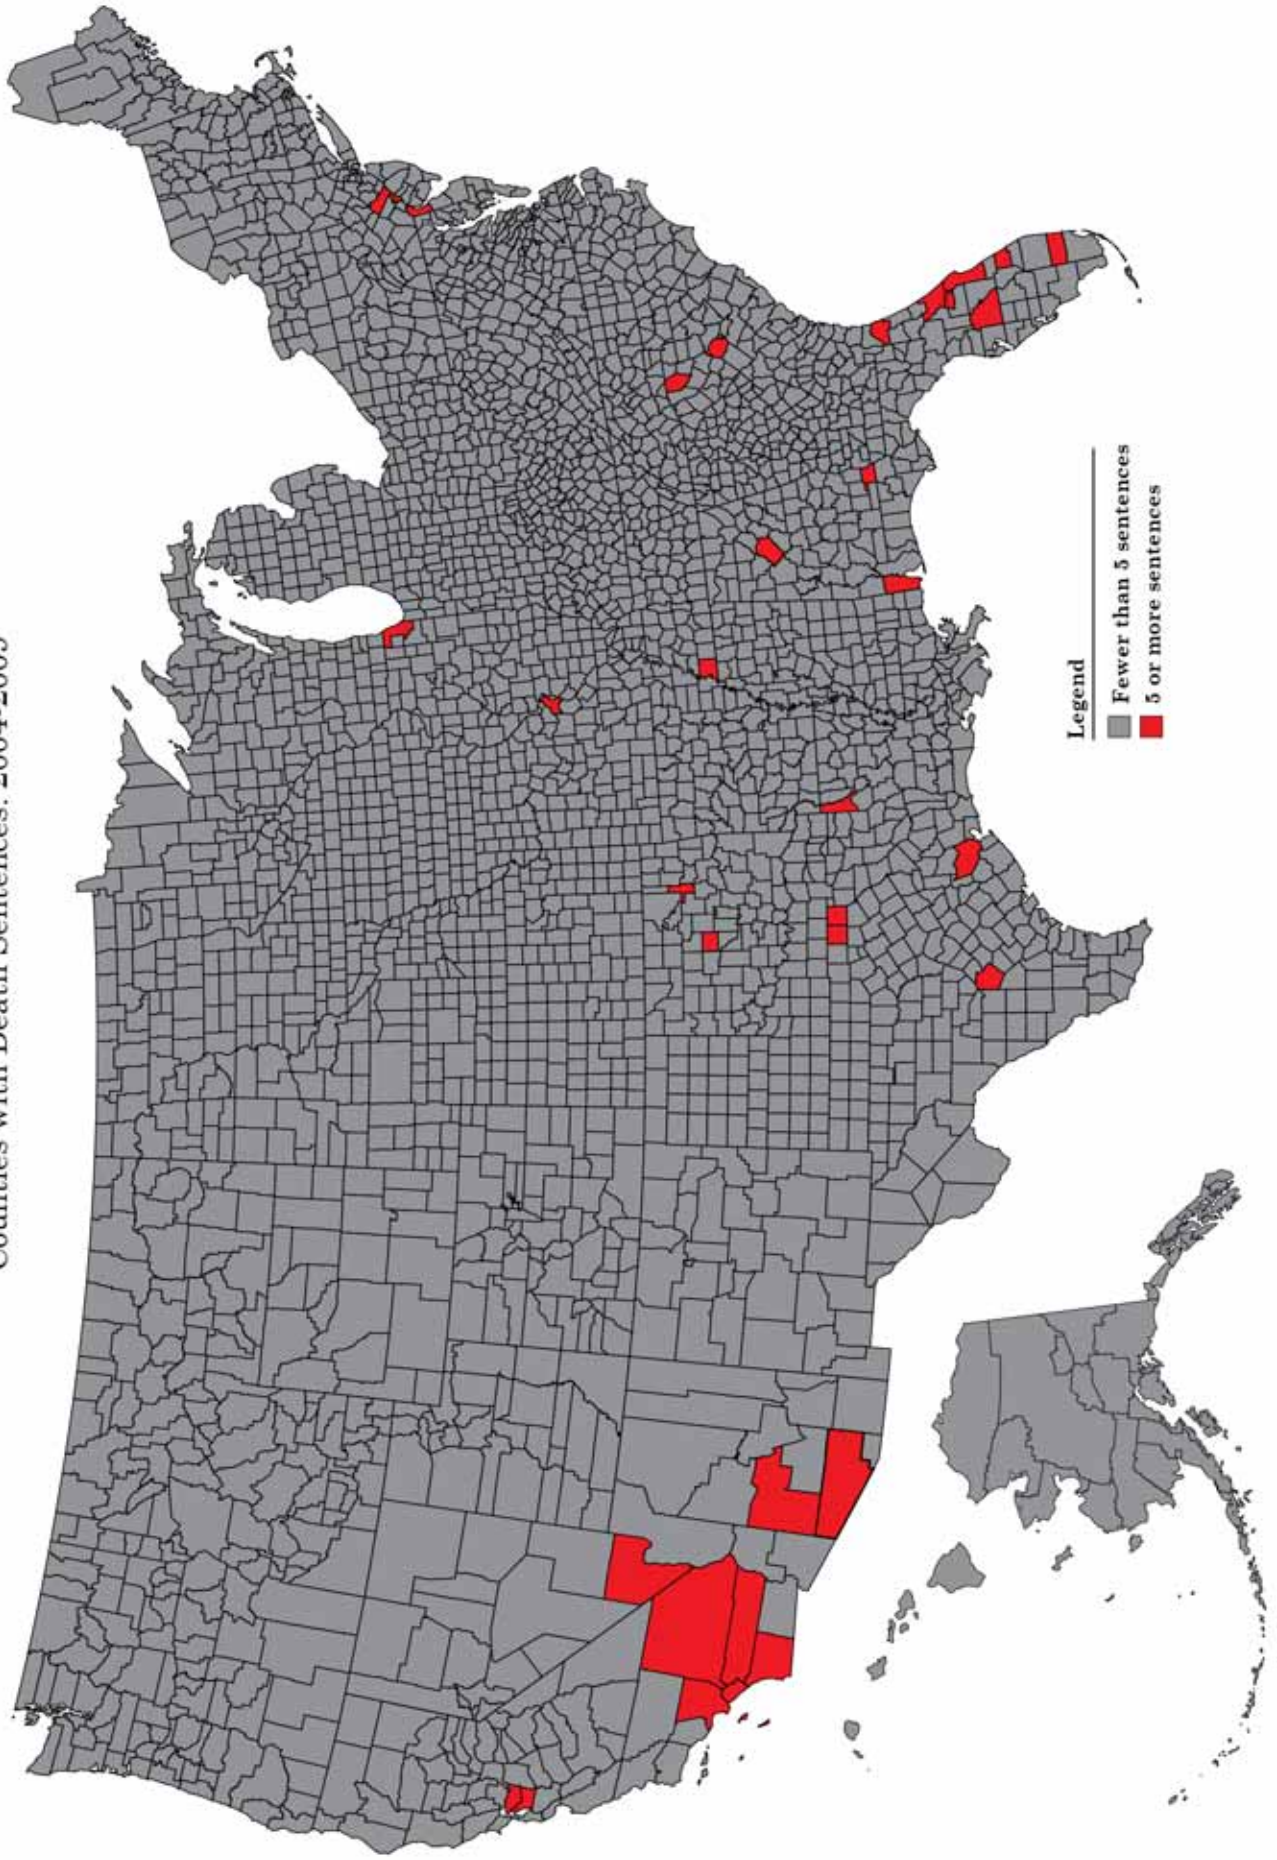 Counties with Death Sentences: 2004-2009
Legend
Fewer than 5 sentences
5 or more sentences